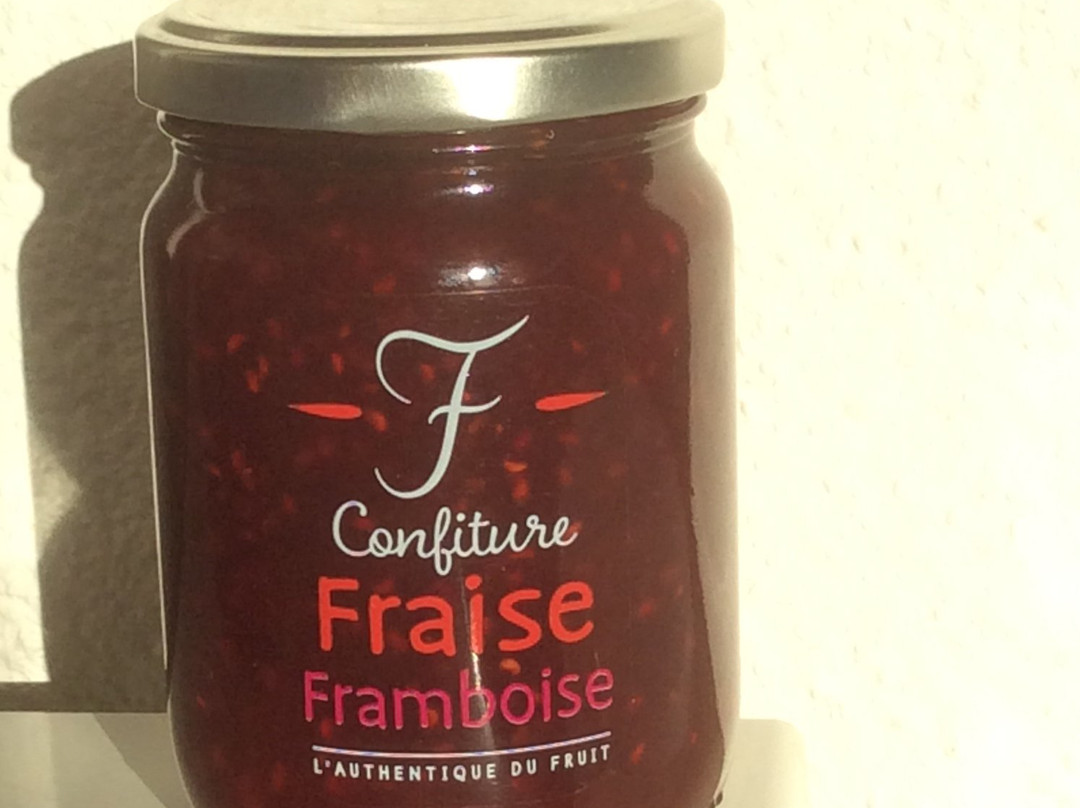 F
Confiture
Fraise
Framboise
L'AUTHENTIQUE DU FRUIT